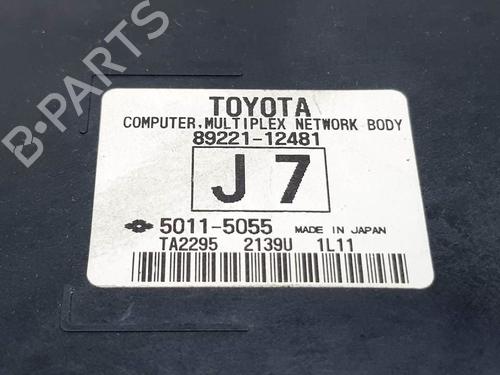 TOYOTA
COMPUTER, MULTIPLEX NETWORK BODY
89221-12481
J 7
5011-5055 MADE IN JAPAN
TA2295 2139U 1L11
B-PARTS